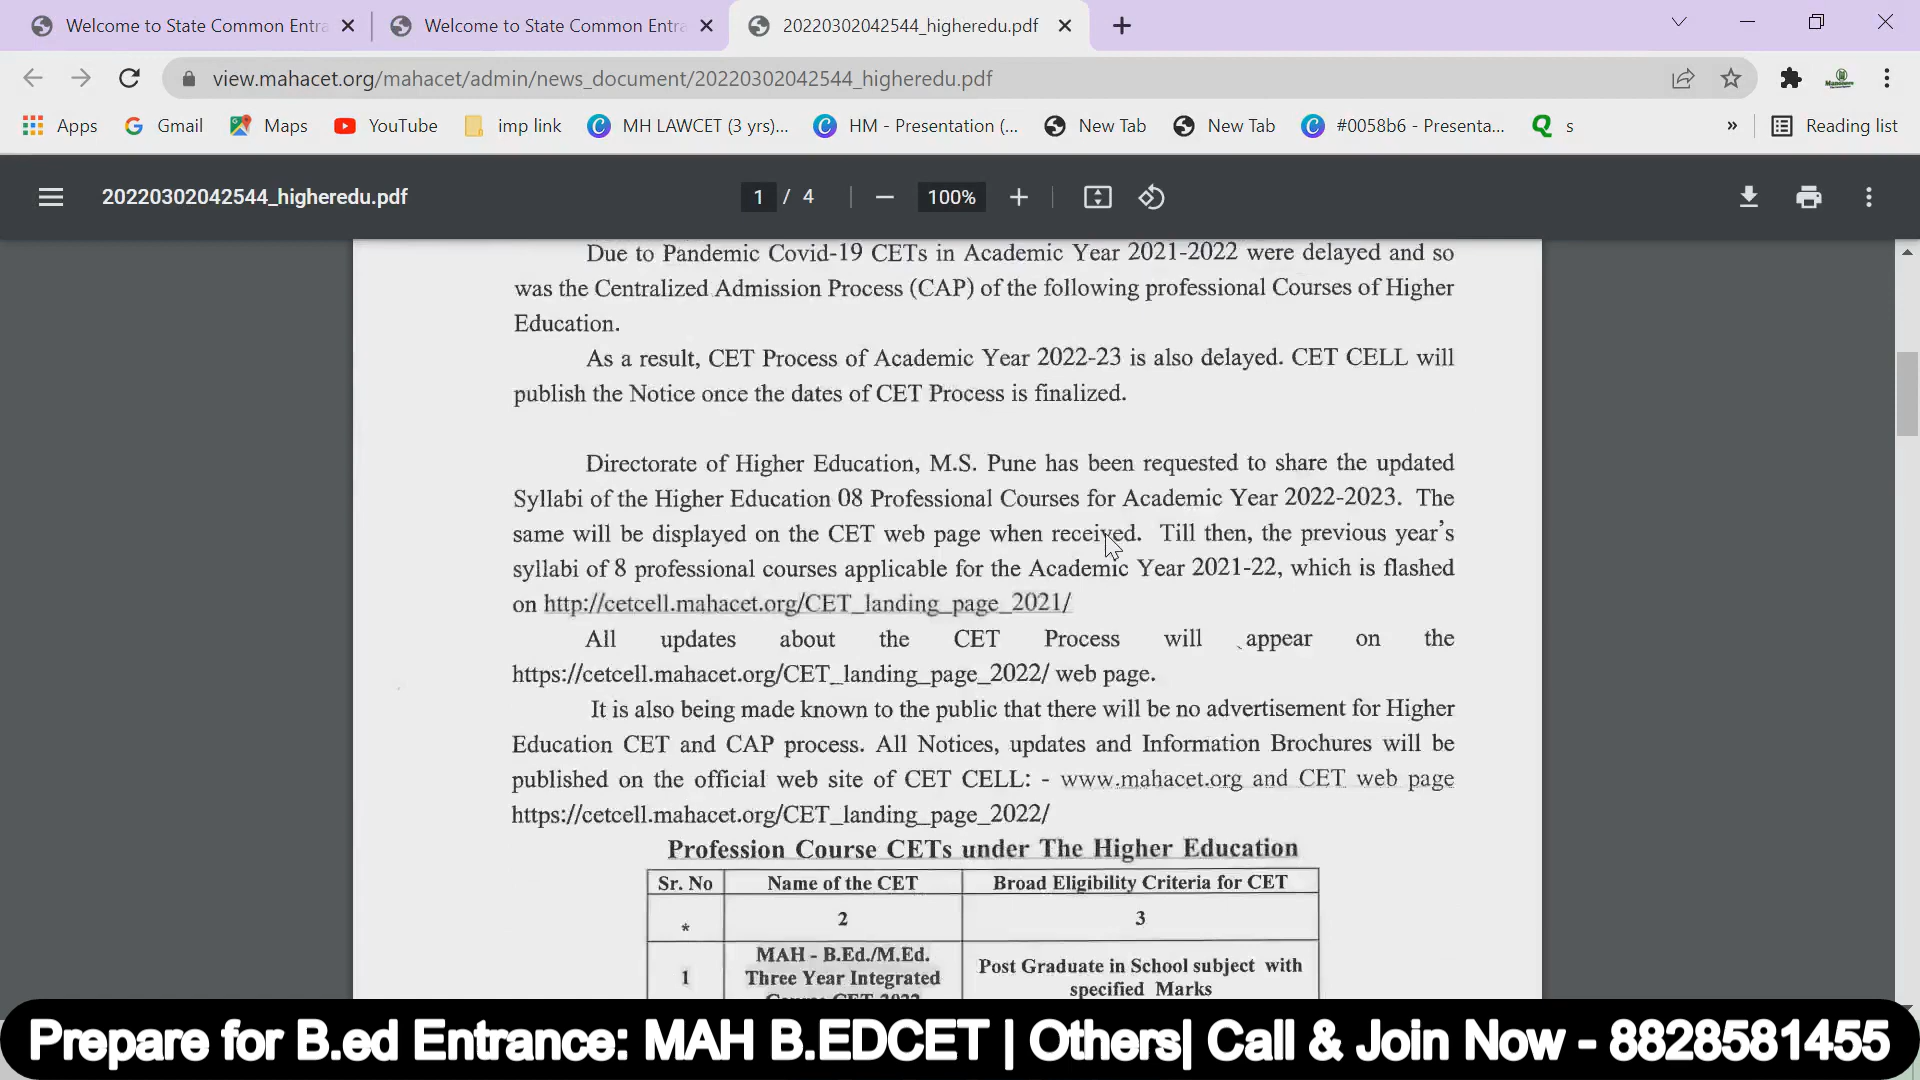 Welcome to State Common Entra
Welcome to State Common Entra
20220302042544_higheredu.pdf
view.mahacet.org/mahacet/admin/news_document/20220302042544_higheredu.pdf
Apps Gmail Maps YouTube imp link MH LAWCET (3 yrs)... HM - Presentation (... New Tab New Tab #0058b6 - Presenta... s » Reading list
20220302042544_higheredu.pdf 1 / 4 100%
Due to Pandemic Covid-19 CETs in Academic Year 2021-2022 were delayed and so
was the Centralized Admission Process (CAP) of the following professional Courses of Higher
Education.
As a result, CET Process of Academic Year 2022-23 is also delayed. CET CELL will
publish the Notice once the dates of CET Process is finalized.
Directorate of Higher Education, M.S. Pune has been requested to share the updated
Syllabi of the Higher Education 08 Professional Courses for Academic Year 2022-2023. The
same will be displayed on the CET web page when received. Till then, the previous year's
syllabi of 8 professional courses applicable for the Academic Year 2021-22, which is flashed
on http://cetcell.mahacet.org/CET_landing_page_2021/
All updates about the CET Process will appear on the
https://cetcell.mahacet.org/CET_landing_page_2022/ web page.
It is also being made known to the public that there will be no advertisement for Higher
Education CET and CAP process. All Notices, updates and Information Brochures will be
published on the official web site of CET CELL: - www.mahacet.org and CET web page
https://cetcell.mahacet.org/CET_landing_page_2022/
Profession Course CETs under The Higher Education
Sr. No Name of the CET Broad Eligibility Criteria for CET
* 2 3
1 MAH - B.Ed./M.Ed. Three Year Integrated Course CET 2022 Post Graduate in School subject with specified Marks
Prepare for B.ed Entrance: MAH B.EDCET | Others| Call & Join Now - 8828581455